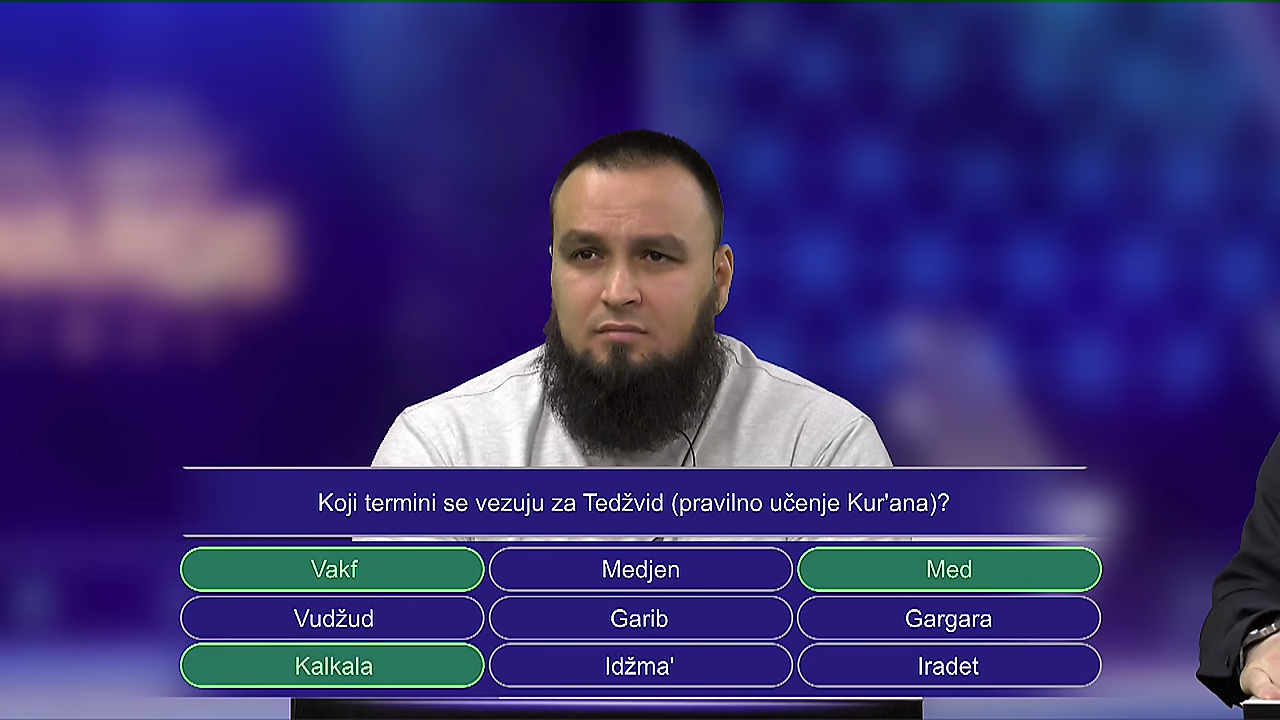 Koji termini se vezuju za Tedžvid (pravilno učenje Kur'ana)?
Vakf Medjen Med
Vudžud Garib Gargara
Kalkala Idžma' Iradet